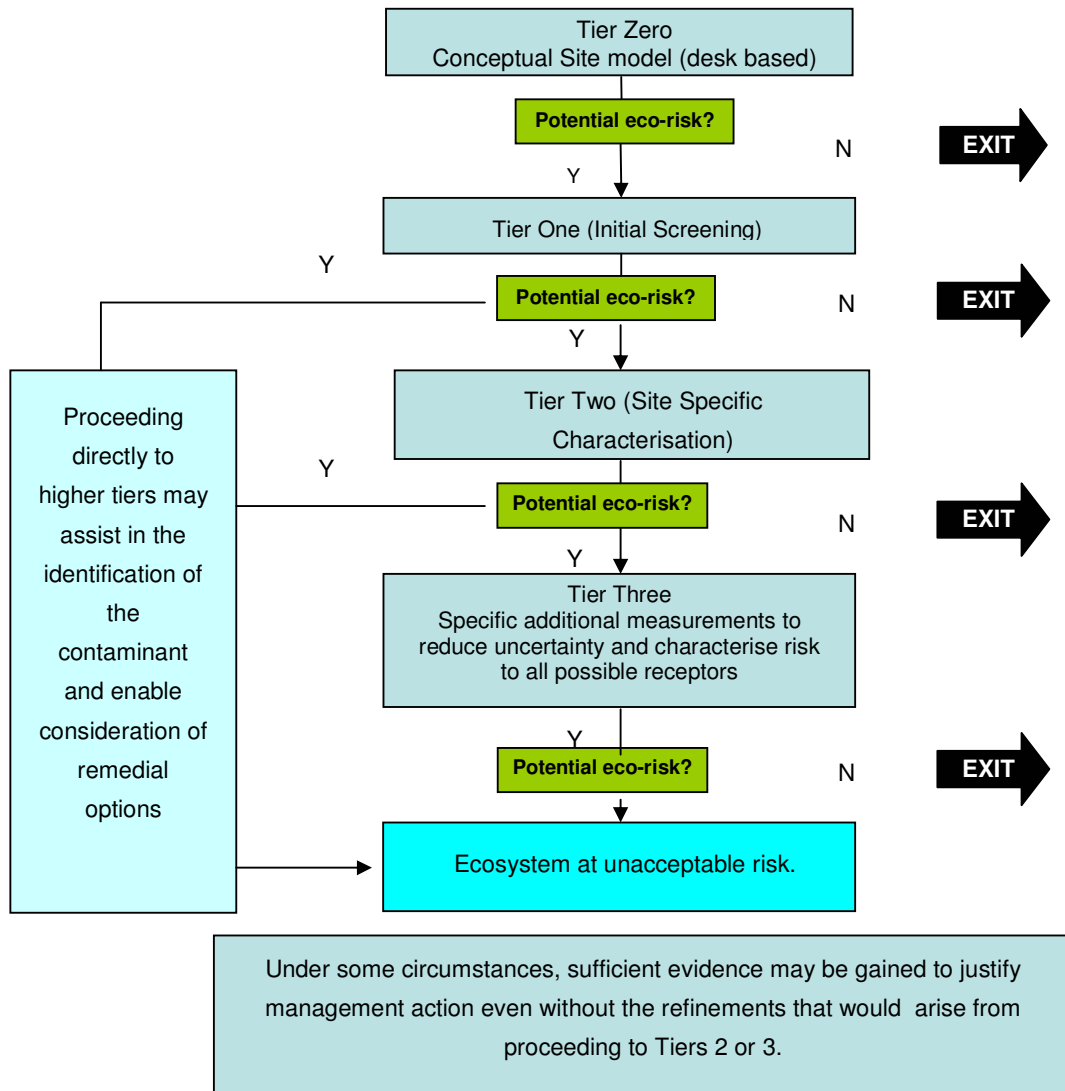 Tier Zero
Conceptual Site model (desk based)
Potential eco-risk?
N
EXIT
Y
Tier One (Initial Screening)
Y
Potential eco-risk?
N
EXIT
Y
Tier Two (Site Specific
Characterisation)
Y
Potential eco-risk?
N
EXIT
Y
Proceeding
directly to
higher tiers may
assist in the
identification of
the
contaminant
and enable
consideration of
remedial
options
Tier Three
Specific additional measurements to
reduce uncertainty and characterise risk
to all possible receptors
Y
Potential eco-risk?
N
EXIT
Ecosystem at unacceptable risk.
Under some circumstances, sufficient evidence may be gained to justify
management action even without the refinements that would arise from
proceeding to Tiers 2 or 3.